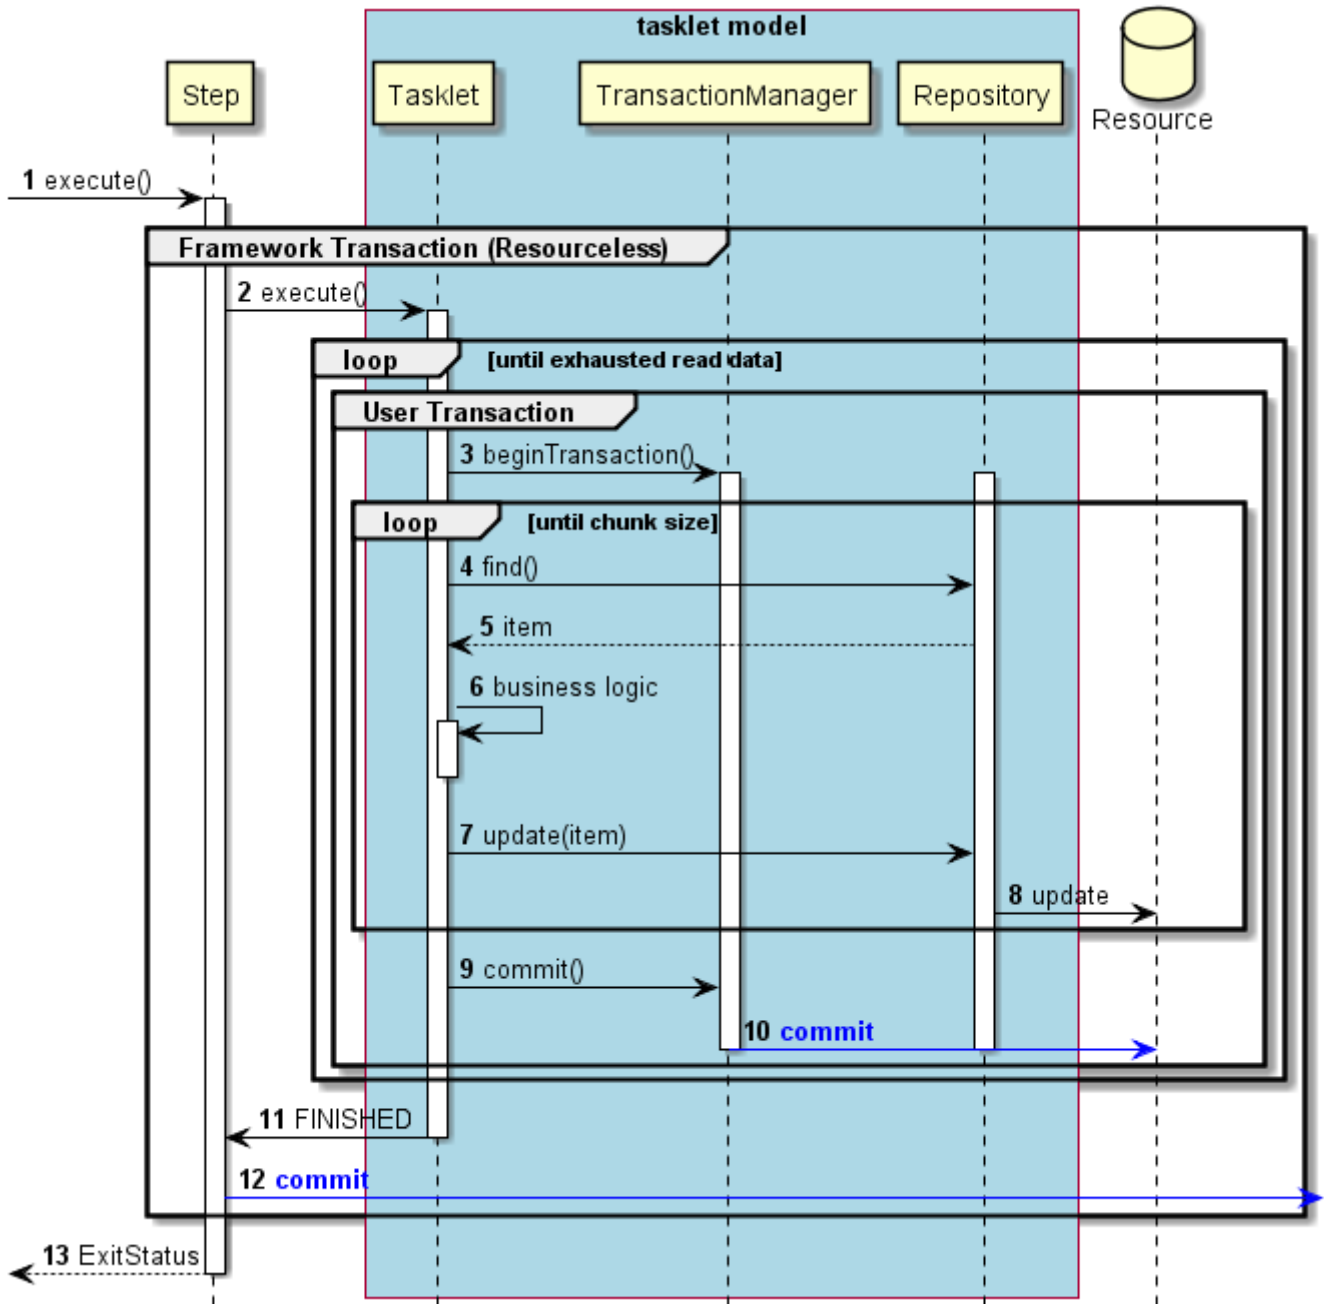 tasklet model
Step
Tasklet
TransactionManager
Repository
Resource
1 execute()
Framework Transaction (Resourceless)
2 execute()
loop [until exhausted read data]
User Transaction
3 beginTransaction()
loop [until chunk size]
4 find()
5 item
6 business logic
7 update(item)
8 update
9 commit()
10 commit
11 FINISHED
12 commit
13 ExitStatus